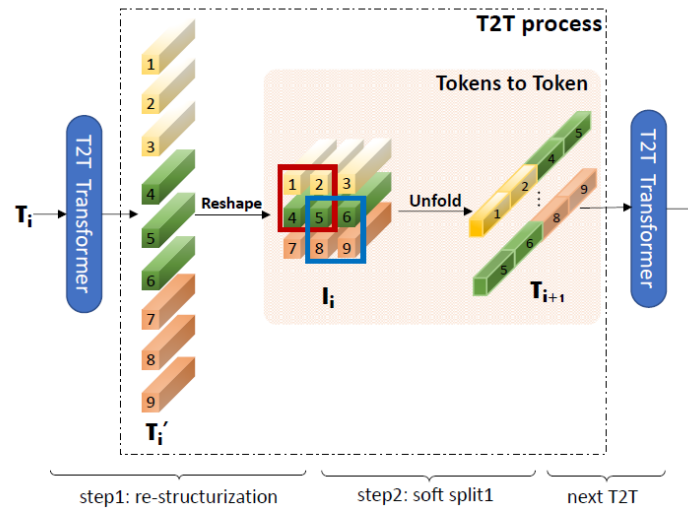 T2T process
Tokens to Token
T2T Transformer
T2T Transformer
1
2
3
4
5
6
7
8
9
Tᵢ
Reshape
1 2 3
4 5 6
7 8 9
Unfold
1 2 4 5
⋮
5 6 8 9
Tᵢ′
Iᵢ
Tᵢ₊₁
step1: re-structurization
step2: soft split1
next T2T